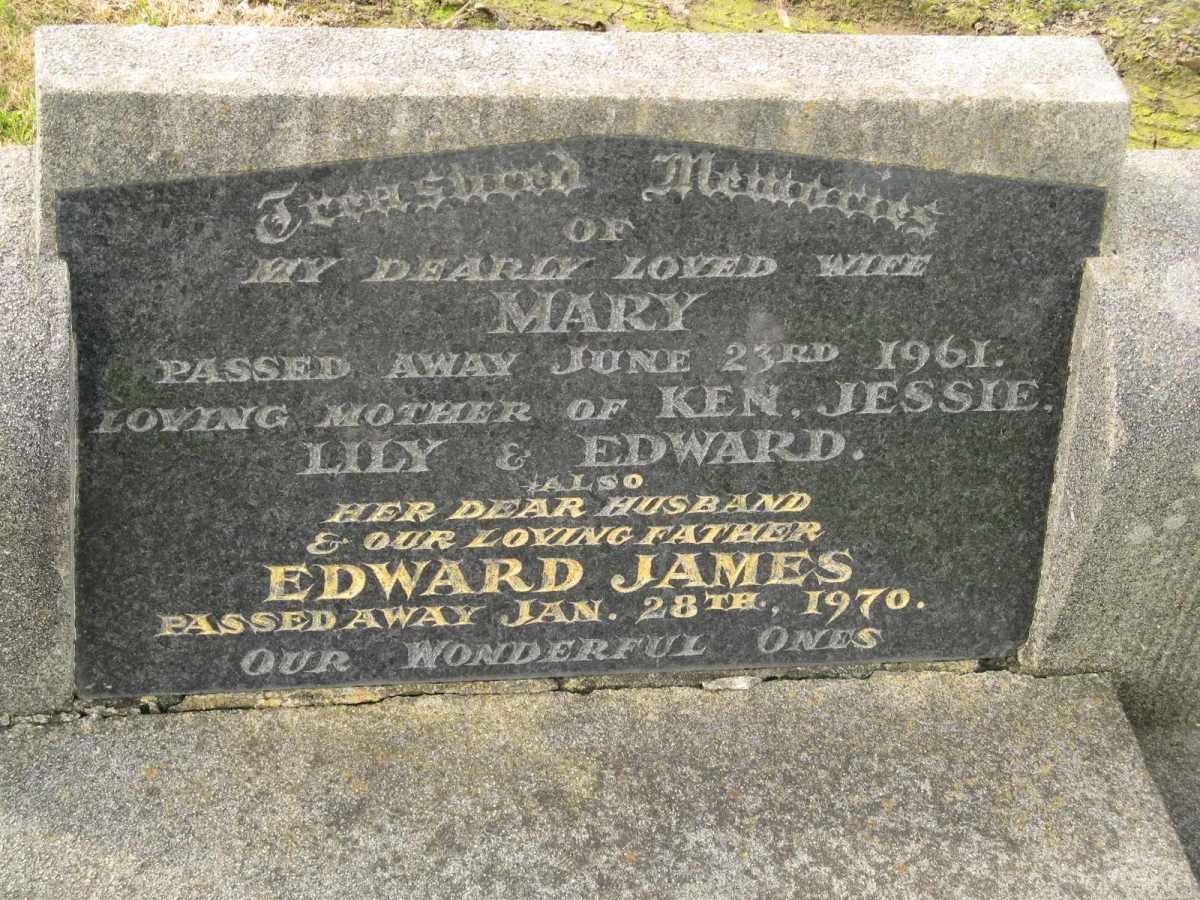 Treasured Memories
OF
MY DEARLY LOVED WIFE
MARY
PASSED AWAY JUNE 23RD 1961.
LOVING MOTHER OF KEN, JESSIE.
LILY & EDWARD.
ALSO
HER DEAR HUSBAND
& OUR LOVING FATHER
EDWARD JAMES
PASSED AWAY JAN. 28TH., 1970.
OUR WONDERFUL ONES